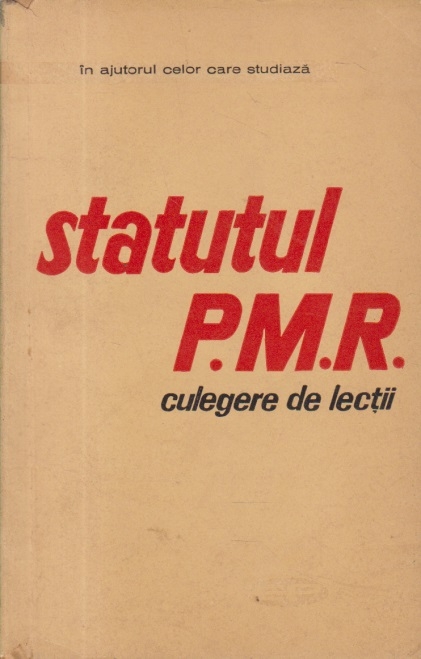 în ajutorul celor care studiază
statutul
P.M.R.
culegere de lecții